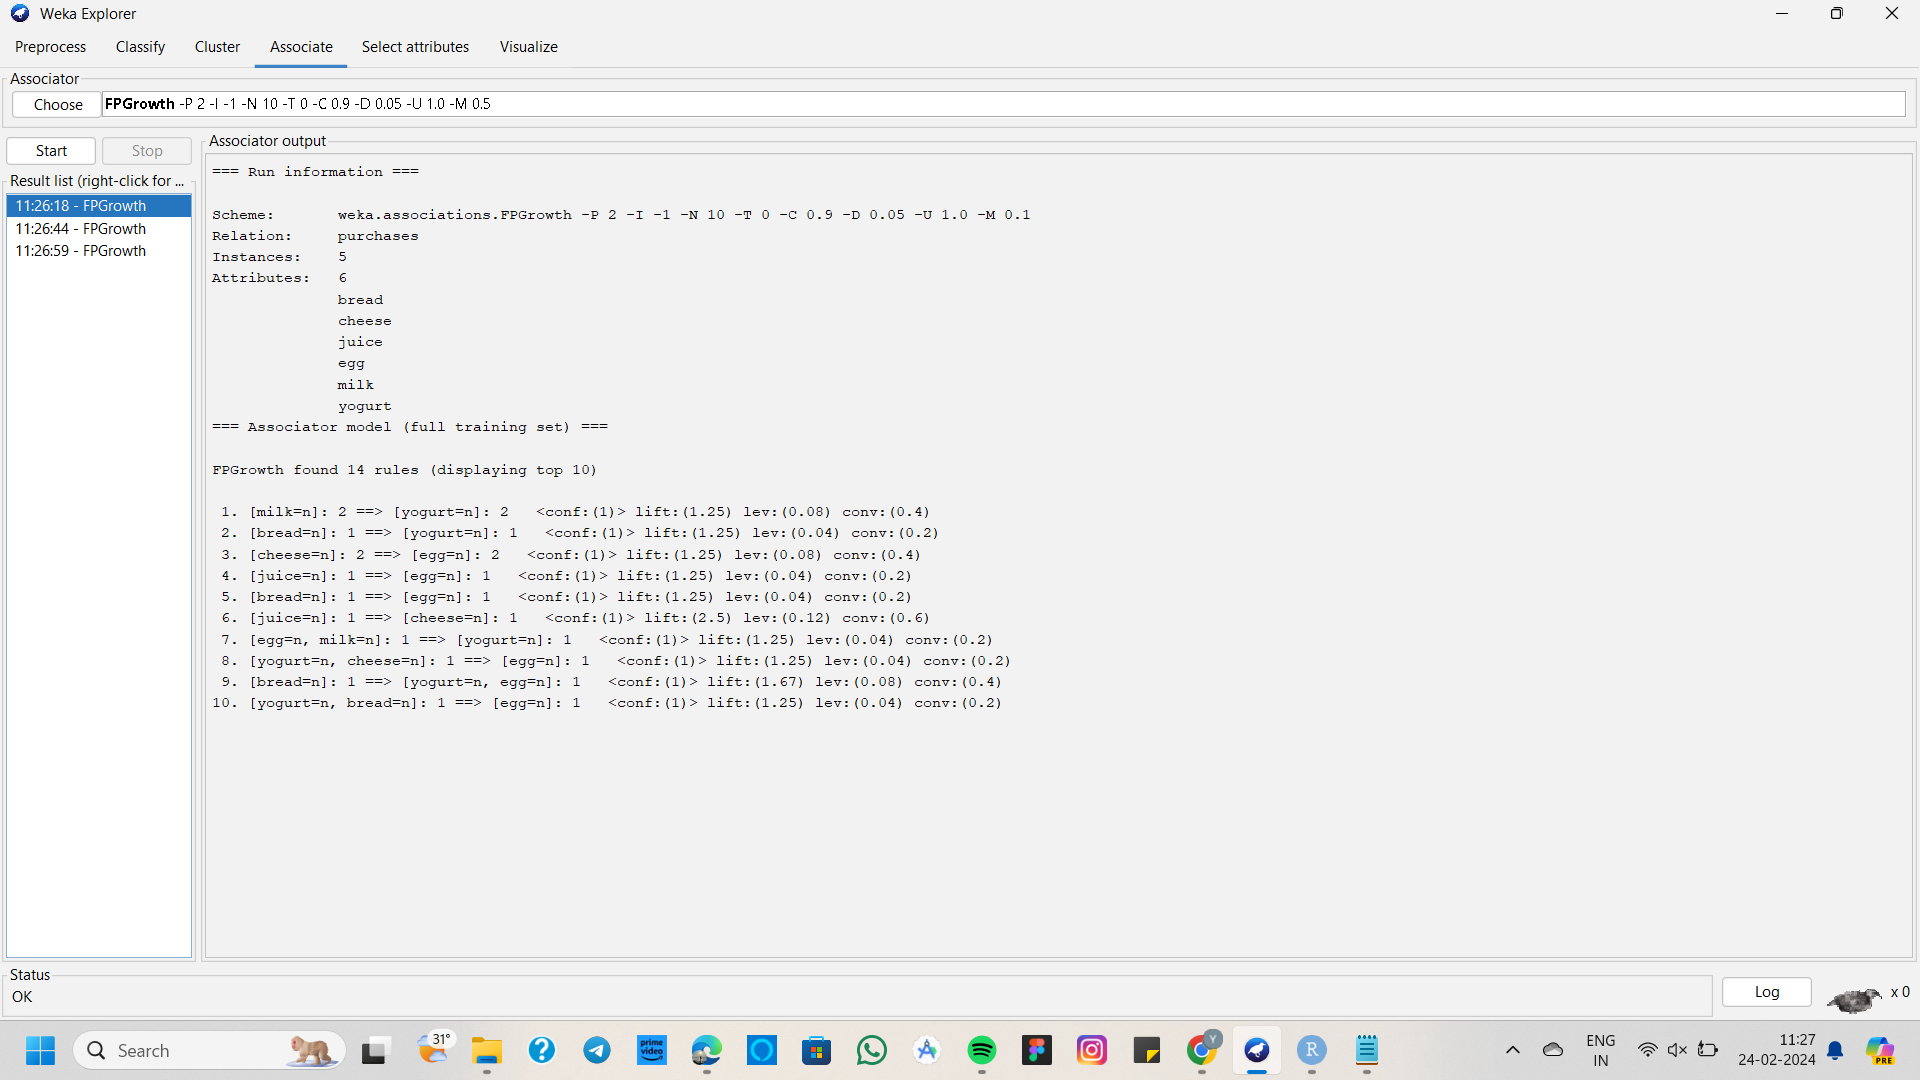 Weka Explorer
Preprocess Classify Cluster Associate Select attributes Visualize
Associator
Choose FPGrowth -P 2 -I -1 -N 10 -T 0 -C 0.9 -D 0.05 -U 1.0 -M 0.5
Start Stop
Result list (right-click for ...
11:26:18 - FPGrowth
11:26:44 - FPGrowth
11:26:59 - FPGrowth
Associator output
=== Run information ===
Scheme: weka.associations.FPGrowth -P 2 -I -1 -N 10 -T 0 -C 0.9 -D 0.05 -U 1.0 -M 0.1
Relation: purchases
Instances: 5
Attributes: 6
bread
cheese
juice
egg
milk
yogurt
=== Associator model (full training set) ===
FPGrowth found 14 rules (displaying top 10)
1. [milk=n]: 2 ==> [yogurt=n]: 2 <conf:(1)> lift:(1.25) lev:(0.08) conv:(0.4)
2. [bread=n]: 1 ==> [yogurt=n]: 1 <conf:(1)> lift:(1.25) lev:(0.04) conv:(0.2)
3. [cheese=n]: 2 ==> [egg=n]: 2 <conf:(1)> lift:(1.25) lev:(0.08) conv:(0.4)
4. [juice=n]: 1 ==> [egg=n]: 1 <conf:(1)> lift:(1.25) lev:(0.04) conv:(0.2)
5. [bread=n]: 1 ==> [egg=n]: 1 <conf:(1)> lift:(1.25) lev:(0.04) conv:(0.2)
6. [juice=n]: 1 ==> [cheese=n]: 1 <conf:(1)> lift:(2.5) lev:(0.12) conv:(0.6)
7. [egg=n, milk=n]: 1 ==> [yogurt=n]: 1 <conf:(1)> lift:(1.25) lev:(0.04) conv:(0.2)
8. [yogurt=n, cheese=n]: 1 ==> [egg=n]: 1 <conf:(1)> lift:(1.25) lev:(0.04) conv:(0.2)
9. [bread=n]: 1 ==> [yogurt=n, egg=n]: 1 <conf:(1)> lift:(1.67) lev:(0.08) conv:(0.4)
10. [yogurt=n, bread=n]: 1 ==> [egg=n]: 1 <conf:(1)> lift:(1.25) lev:(0.04) conv:(0.2)
Status
OK
Log
x 0
Search
31°
prime video
Y
R
ENG
IN
11:27
24-02-2024
PRE